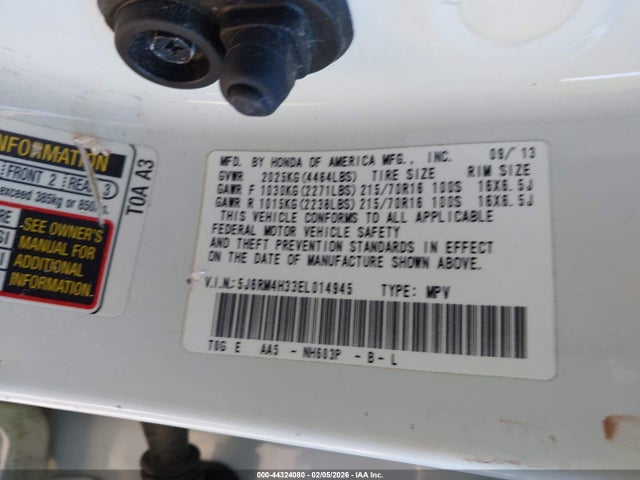 INFORMATION
FRONT 2 REAR 3
exceed 385kg or 850
SEE OWNER'S
MANUAL FOR
ADDITIONAL
INFORMATION
T0A A3
MFD. BY HONDA OF AMERICA MFG., INC. 08/13
GVWR 2025KG(4464LBS) TIRE SIZE RIM SIZE
GAWR F 1030KG(2271LBS) 215/70R16 100S 16X6.5J
GAWR R 1015KG(2238LBS) 215/70R16 100S 16X6.5J
THIS VEHICLE CONFORMS TO ALL APPLICABLE
FEDERAL MOTOR VEHICLE SAFETY
AND THEFT PREVENTION STANDARDS IN EFFECT
ON THE DATE OF MANUFACTURE SHOWN ABOVE.
V.I.N.:5J6RM4H33EL014945 TYPE: MPV
T0G E AA5 - NH603P - B - L
000-44324080 - 02/05/2026 - IAA Inc.